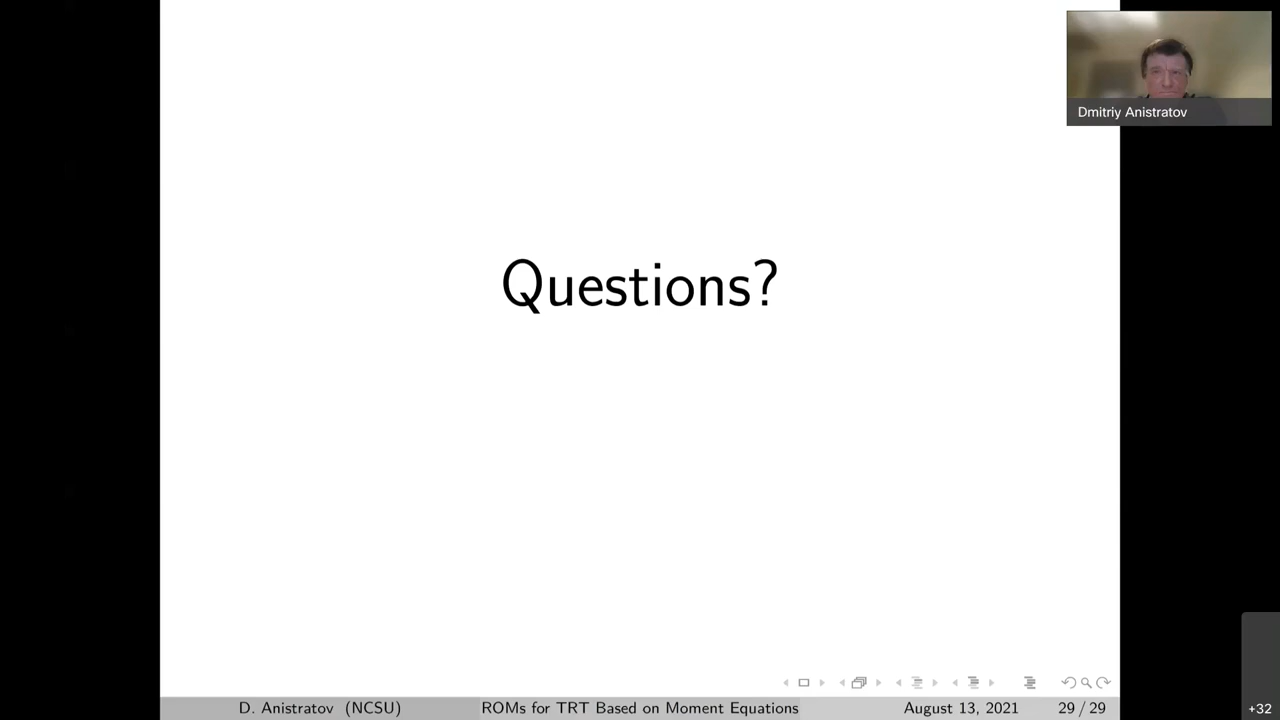 Dmitriy Anistratov
Questions?
D. Anistratov (NCSU) ROMs for TRT Based on Moment Equations August 13, 2021 29 / 29
+32